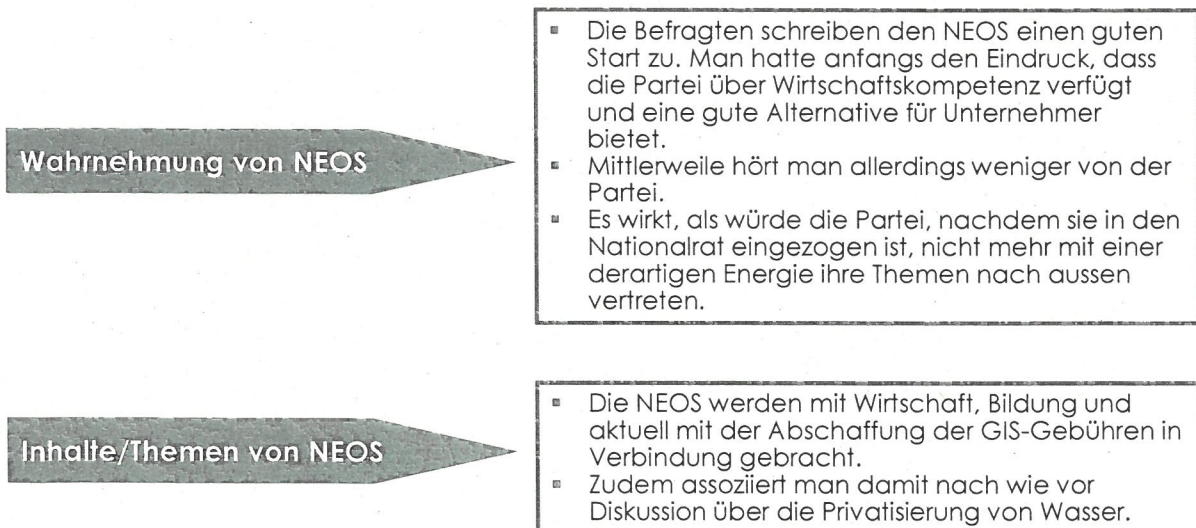 Wahrnehmung von NEOS
▪ Die Befragten schreiben den NEOS einen guten
Start zu. Man hatte anfangs den Eindruck, dass
die Partei über Wirtschaftskompetenz verfügt
und eine gute Alternative für Unternehmer
bietet.
▪ Mittlerweile hört man allerdings weniger von der
Partei.
▪ Es wirkt, als würde die Partei, nachdem sie in den
Nationalrat eingezogen ist, nicht mehr mit einer
derartigen Energie ihre Themen nach aussen
vertreten.
Inhalte/Themen von NEOS
▪ Die NEOS werden mit Wirtschaft, Bildung und
aktuell mit der Abschaffung der GIS-Gebühren in
Verbindung gebracht.
▪ Zudem assoziiert man damit nach wie vor
Diskussion über die Privatisierung von Wasser.